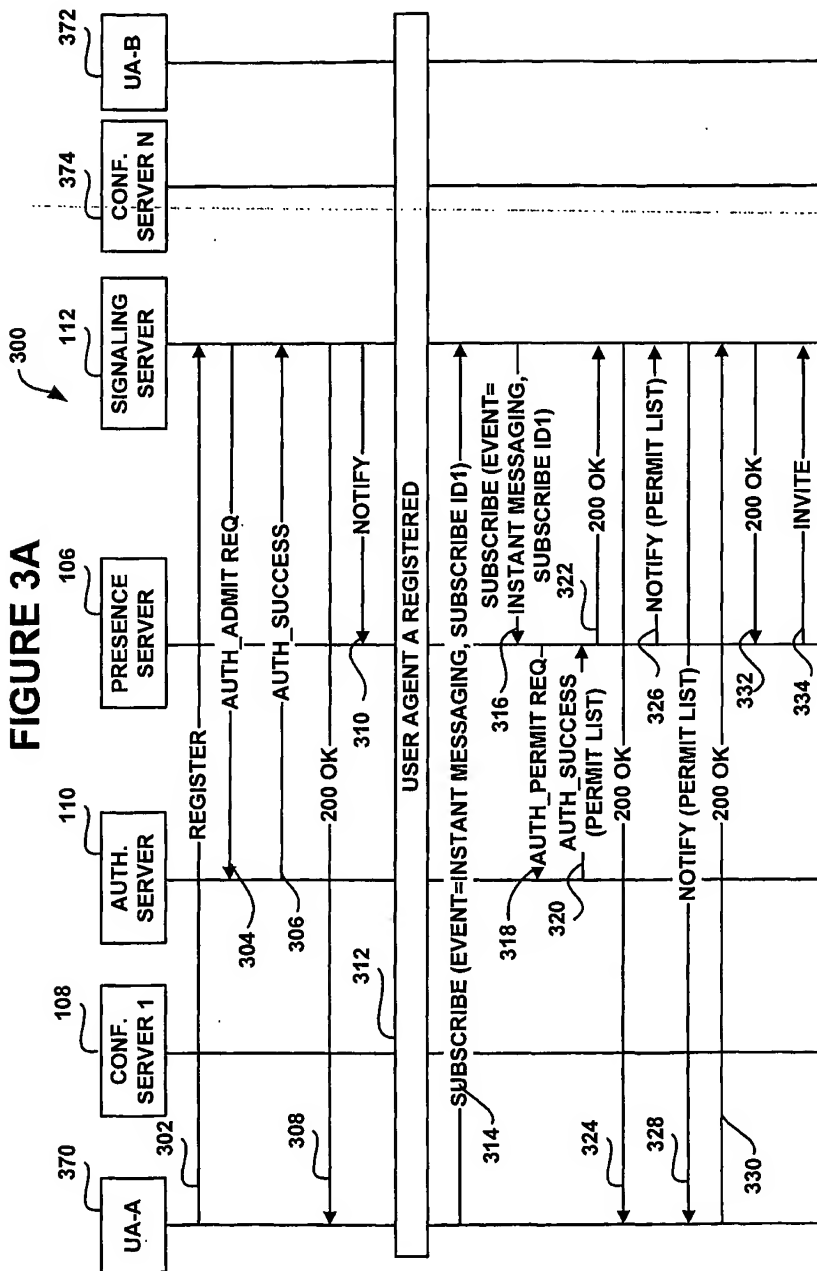 FIGURE 3A
300
370
UA-A
108
CONF.
SERVER 1
110
AUTH.
SERVER
106
PRESENCE
SERVER
112
SIGNALING
SERVER
374
CONF.
SERVER N
372
UA-B
302
REGISTER
304
AUTH_ADMIT REQ
306
AUTH_SUCCESS
308
200 OK
310
NOTIFY
312
USER AGENT A REGISTERED
314
SUBSCRIBE (EVENT=INSTANT MESSAGING, SUBSCRIBE ID1)
316
SUBSCRIBE (EVENT=
INSTANT MESSAGING,
SUBSCRIBE ID1)
318
AUTH_PERMIT REQ
320
AUTH_SUCCESS
(PERMIT LIST)
322
200 OK
324
200 OK
326
NOTIFY (PERMIT LIST)
328
NOTIFY (PERMIT LIST)
330
200 OK
332
200 OK
334
INVITE